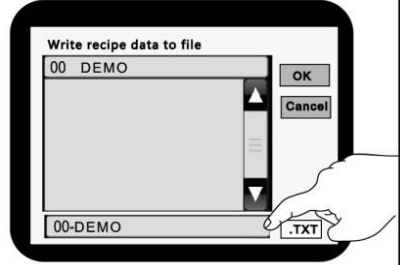 Write recipe data to file
00 DEMO
OK
Cancel
00-DEMO
.TXT